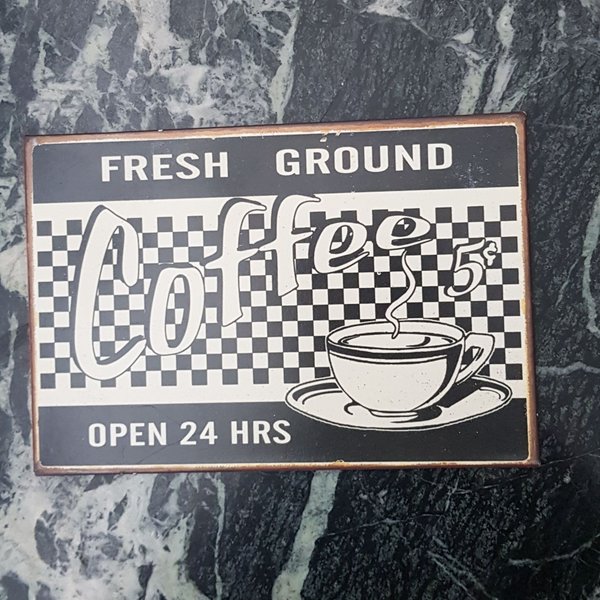 FRESH GROUND
Coffee
5¢
OPEN 24 HRS